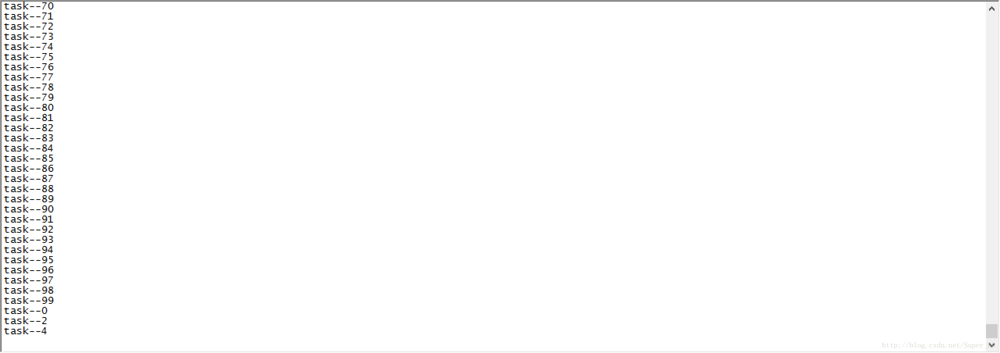 task--70
task--71
task--72
task--73
task--74
task--75
task--76
task--77
task--78
task--79
task--80
task--81
task--82
task--83
task--84
task--85
task--86
task--87
task--88
task--89
task--90
task--91
task--92
task--93
task--94
task--95
task--96
task--97
task--98
task--99
task--0
task--2
task--4
http://blog.csdn.net/Super_